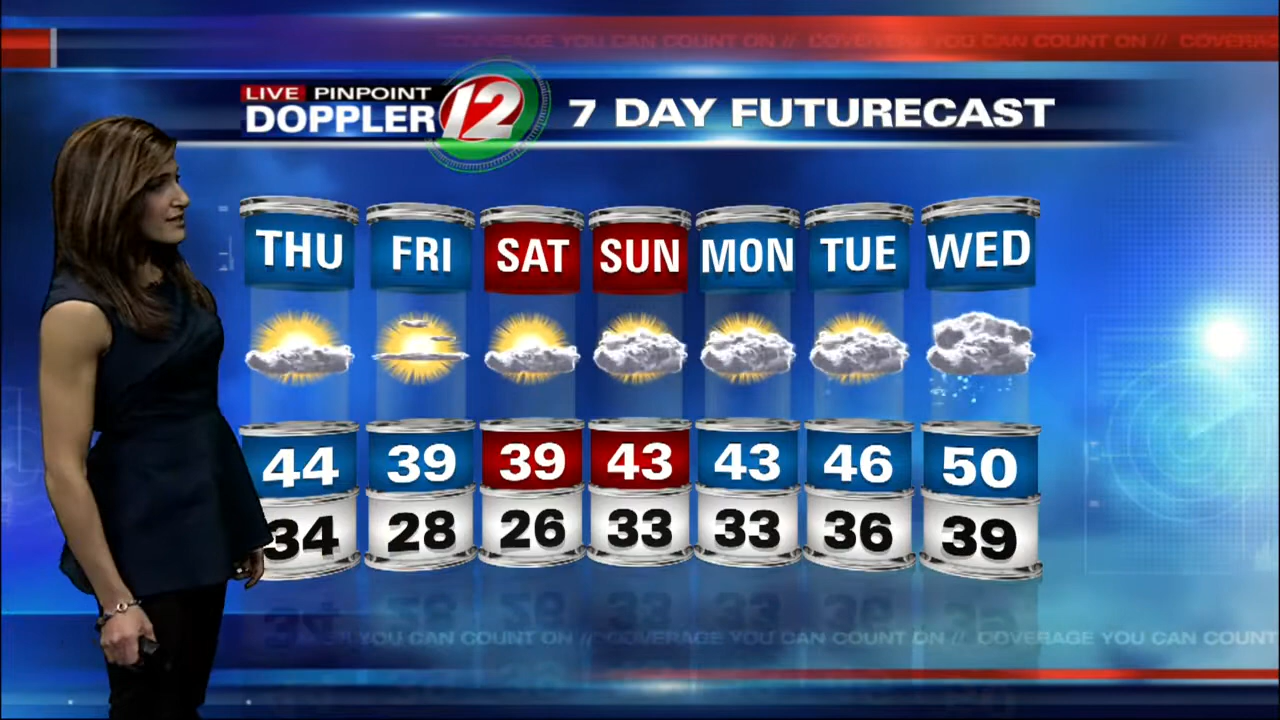 COVERAGE YOU CAN COUNT ON // COVERAGE YOU CAN COUNT ON // COVERAG
LIVE PINPOINT
DOPPLER 12
7 DAY FUTURECAST
THU FRI SAT SUN MON TUE WED
44 39 39 43 43 46 50
34 28 26 33 33 36 39
YOU CAN COUNT ON // COVERAGE YOU CAN COUNT ON // COVERAGE YOU CAN COUNT